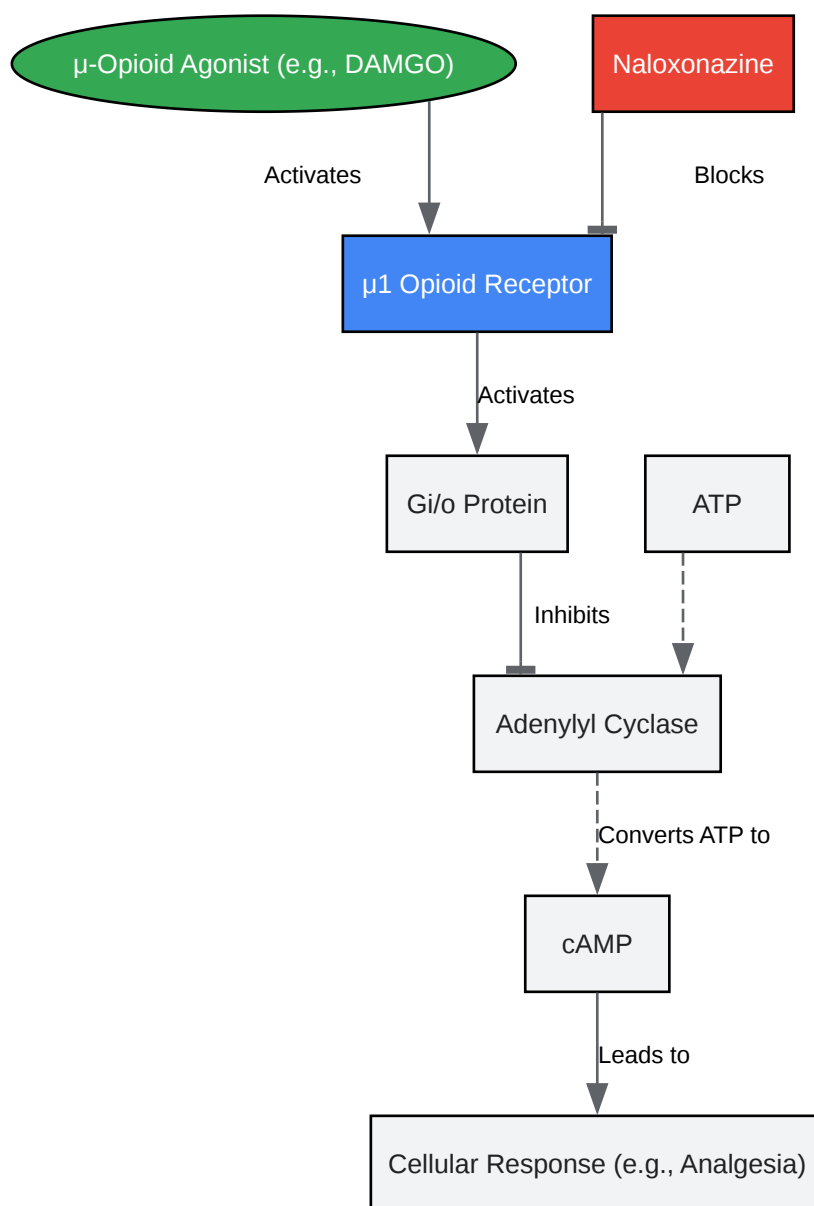 μ-Opioid Agonist (e.g., DAMGO)
Naloxonazine
Activates
Blocks
μ1 Opioid Receptor
Activates
Gi/o Protein
ATP
Inhibits
Adenylyl Cyclase
Converts ATP to
cAMP
Leads to
Cellular Response (e.g., Analgesia)